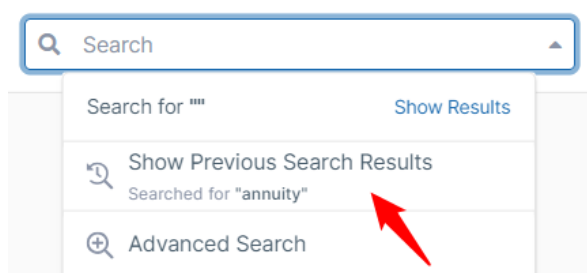 Search
Search for "" Show Results
Show Previous Search Results
Searched for "annuity"
Advanced Search